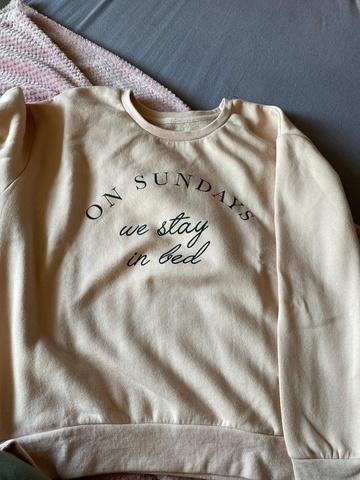 ON SUNDAYS
we stay
in bed